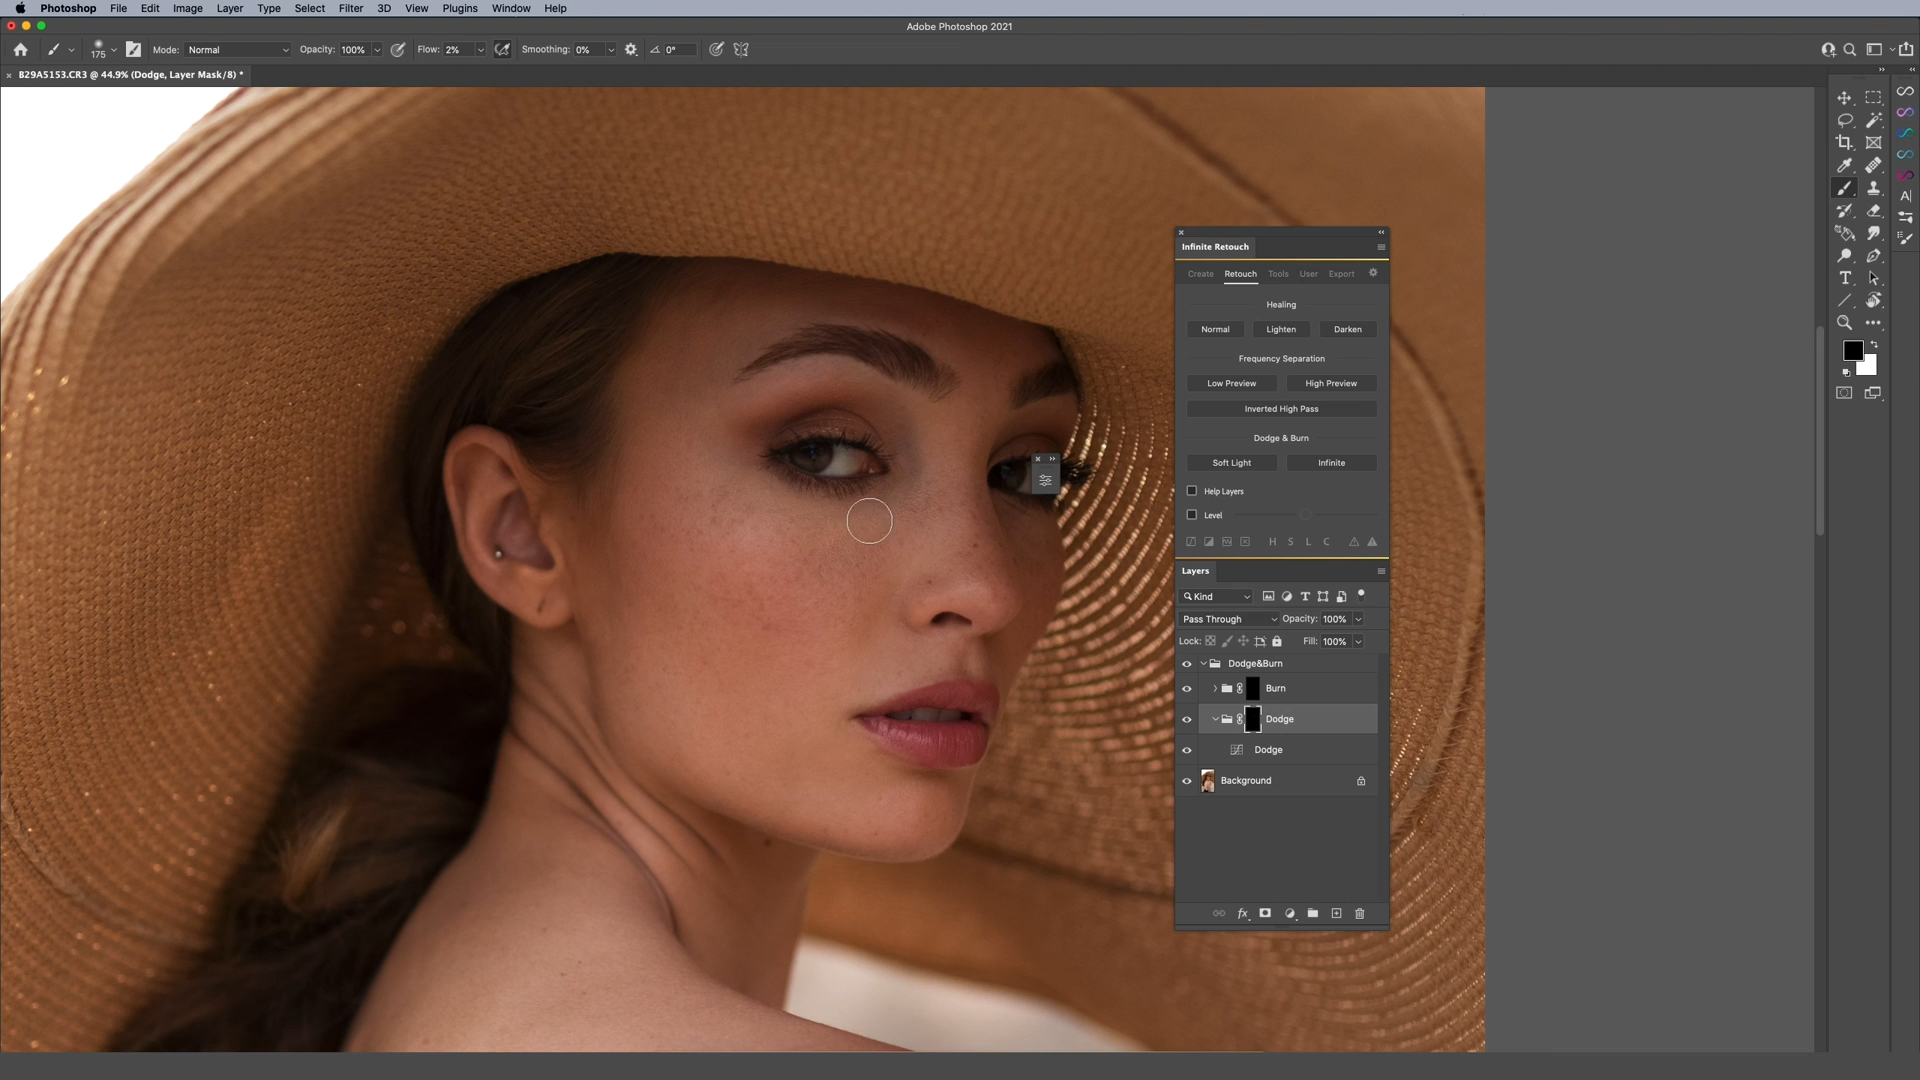 Photoshop File Edit Image Layer Type Select Filter 3D View Plugins Window Help
Adobe Photoshop 2021
175 Mode: Normal Opacity: 100% Flow: 2% Smoothing: 0% 0°
B29A5153.CR3 @ 44.9% (Dodge, Layer Mask/8) *
Infinite Retouch
Create Retouch Tools User Export
Healing
Normal Lighten Darken
Frequency Separation
Low Preview High Preview
Inverted High Pass
Dodge & Burn
Soft Light Infinite
Help Layers
Level
H S L C
Layers
Kind
Pass Through Opacity: 100%
Lock: Fill: 100%
Dodge&Burn
Burn
Dodge
Dodge
Background